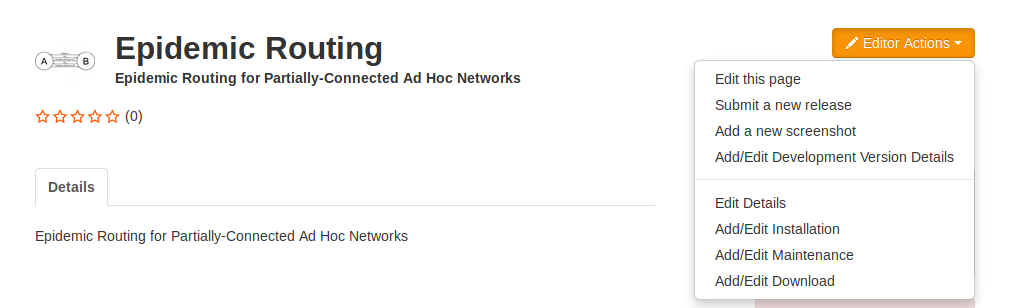 Epidemic Routing
Epidemic Routing for Partially-Connected Ad Hoc Networks
A
B
(0)
Details
Epidemic Routing for Partially-Connected Ad Hoc Networks
Editor Actions
Edit this page
Submit a new release
Add a new screenshot
Add/Edit Development Version Details
Edit Details
Add/Edit Installation
Add/Edit Maintenance
Add/Edit Download